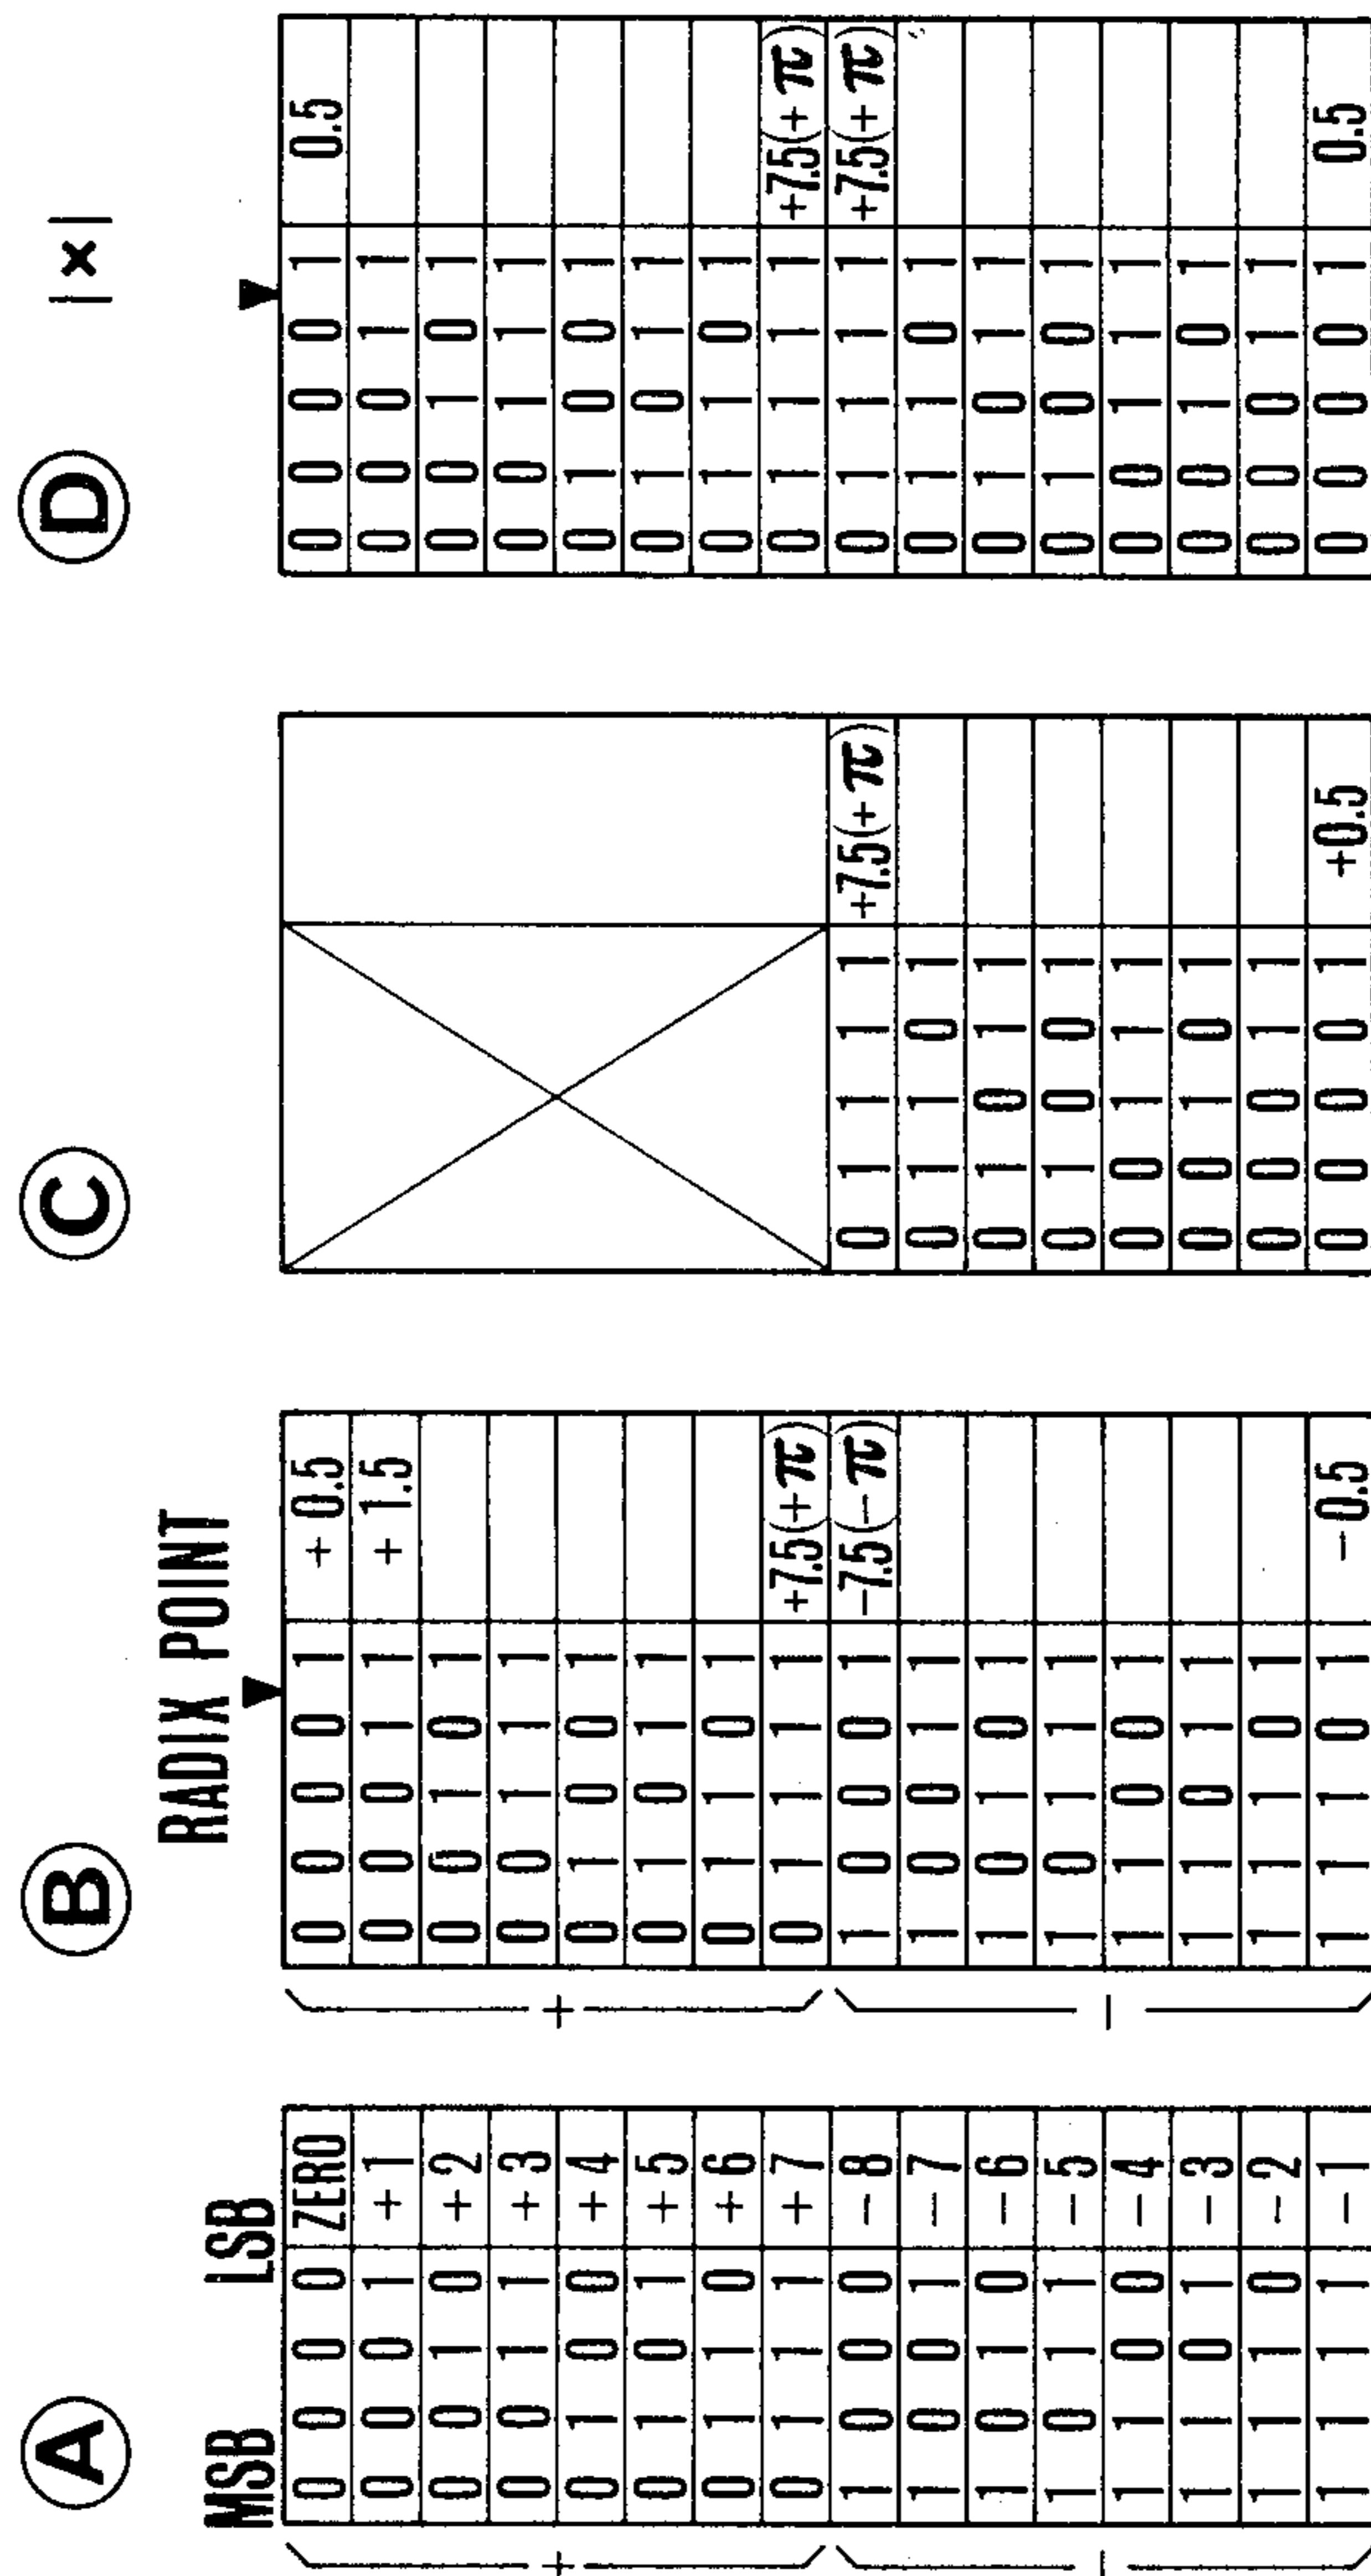 A
MSB LSB
0 0 0 0 ZERO
0 0 0 1 +1
0 0 1 0 +2
0 0 1 1 +3
0 1 0 0 +4
0 1 0 1 +5
0 1 1 0 +6
0 1 1 1 +7
1 0 0 0 −8
1 0 0 1 −7
1 0 1 0 −6
1 0 1 1 −5
1 1 0 0 −4
1 1 0 1 −3
1 1 1 0 −2
1 1 1 1 −1
+
−
B
RADIX POINT
0 0 0 0 1 +0.5
0 0 0 1 1 +1.5
0 0 1 0 1
0 0 1 1 1
0 1 0 0 1
0 1 0 1 1
0 1 1 0 1
0 1 1 1 1 +7.5(+π)
1 0 0 0 1 −7.5(−π)
1 0 0 1 1
1 0 1 0 1
1 0 1 1 1
1 1 0 0 1
1 1 0 1 1
1 1 1 0 1
1 1 1 0 1 −0.5
+
−
C
0 1 1 1 1 +7.5(+π)
0 1 1 0 1
0 1 0 1 1
0 1 0 0 1
0 0 1 1 1
0 0 1 0 1
0 0 0 1 1
0 0 0 0 1 +0.5
D
|×|
0 0 0 0 1 0.5
0 0 0 1 1
0 0 1 0 1
0 0 1 1 1
0 1 0 0 1
0 1 0 1 1
0 1 1 0 1
0 1 1 1 1 +7.5(+π)
0 1 1 1 1 +7.5(+π)
0 1 1 0 1
0 1 0 1 1
0 1 0 0 1
0 0 1 1 1
0 0 1 0 1
0 0 0 1 1
0 0 0 0 1 0.5